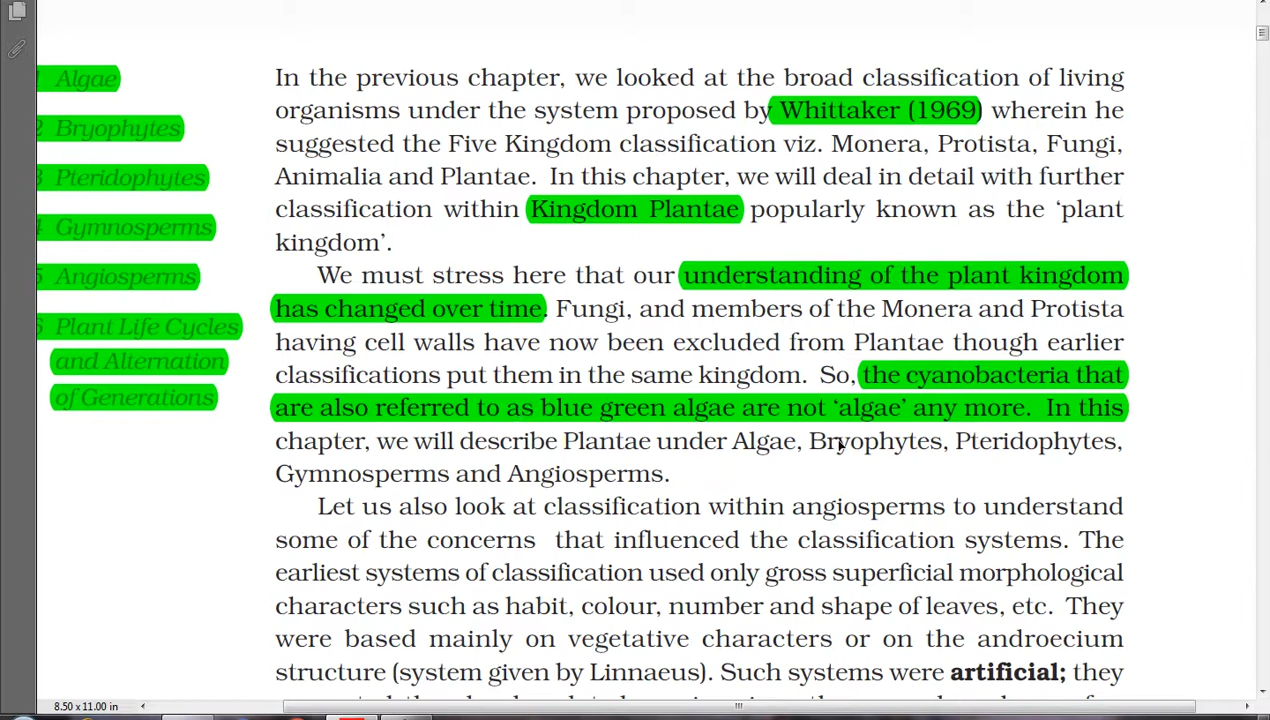 Algae
2 Bryophytes
3 Pteridophytes
4 Gymnosperms
5 Angiosperms
6 Plant Life Cycles
and Alternation
of Generations
In the previous chapter, we looked at the broad classification of living
organisms under the system proposed by Whittaker (1969) wherein he
suggested the Five Kingdom classification viz. Monera, Protista, Fungi,
Animalia and Plantae. In this chapter, we will deal in detail with further
classification within Kingdom Plantae popularly known as the ‘plant
kingdom’.
We must stress here that our understanding of the plant kingdom
has changed over time. Fungi, and members of the Monera and Protista
having cell walls have now been excluded from Plantae though earlier
classifications put them in the same kingdom. So, the cyanobacteria that
are also referred to as blue green algae are not ‘algae’ any more. In this
chapter, we will describe Plantae under Algae, Bryophytes, Pteridophytes,
Gymnosperms and Angiosperms.
Let us also look at classification within angiosperms to understand
some of the concerns that influenced the classification systems. The
earliest systems of classification used only gross superficial morphological
characters such as habit, colour, number and shape of leaves, etc. They
were based mainly on vegetative characters or on the androecium
structure (system given by Linnaeus). Such systems were artificial; they
8.50 x 11.00 in